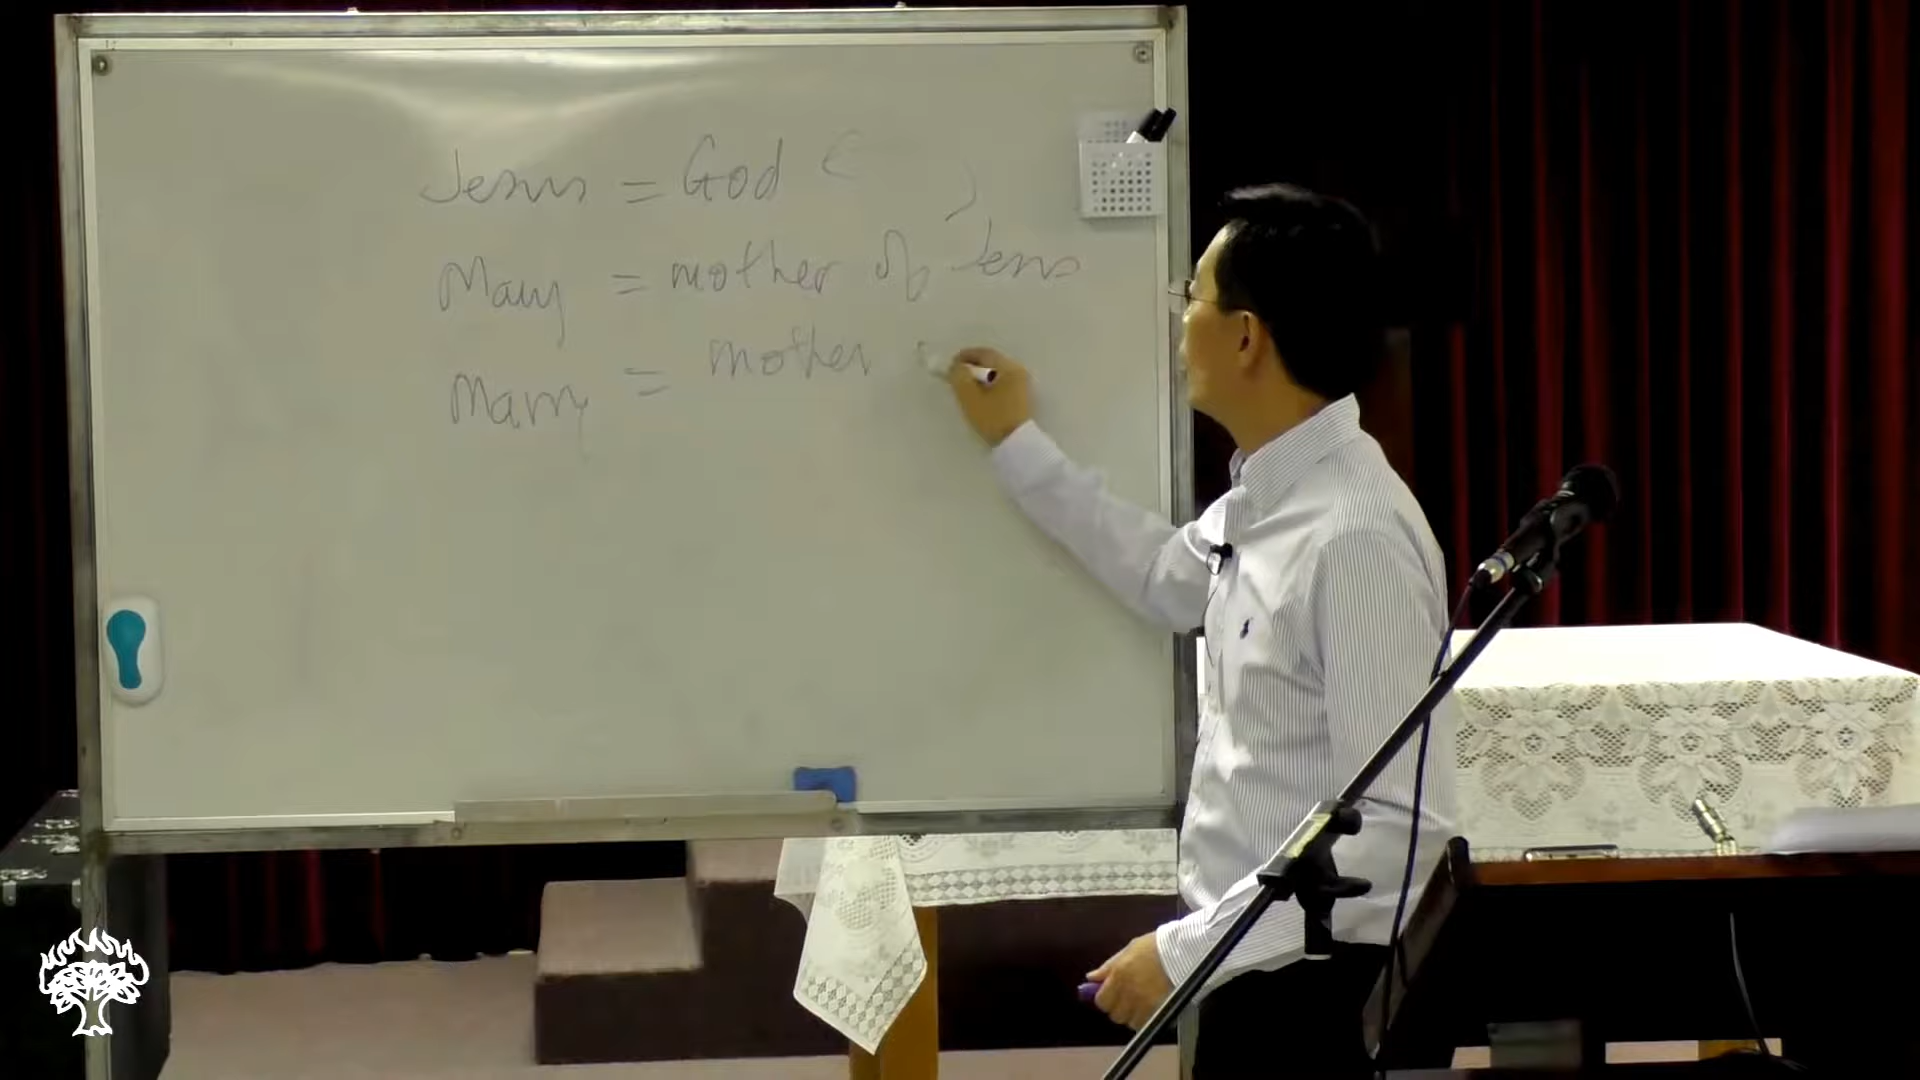 Jesus = God
Mary = mother of Jesus
Mary = mother